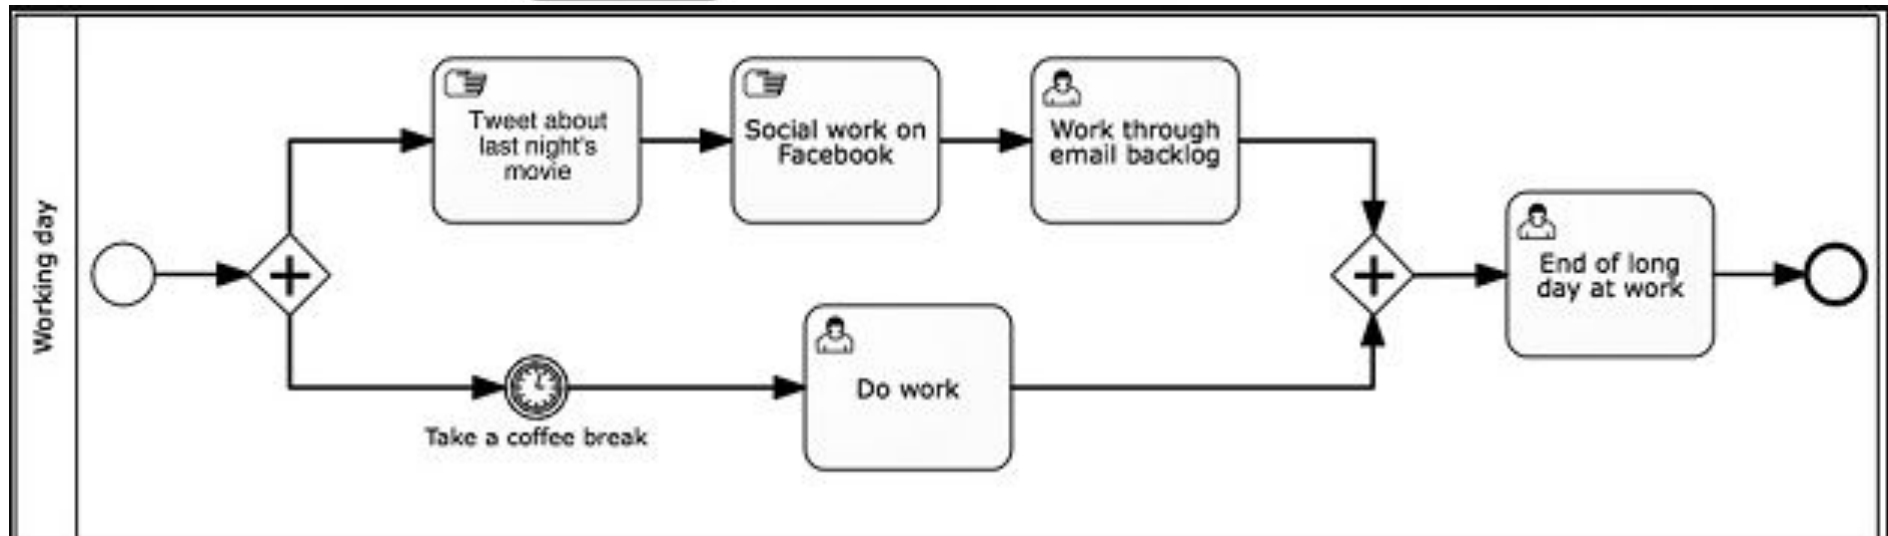 Working day
Tweet about
last night's
movie
Social work on
Facebook
Work through
email backlog
Take a coffee break
Do work
End of long
day at work